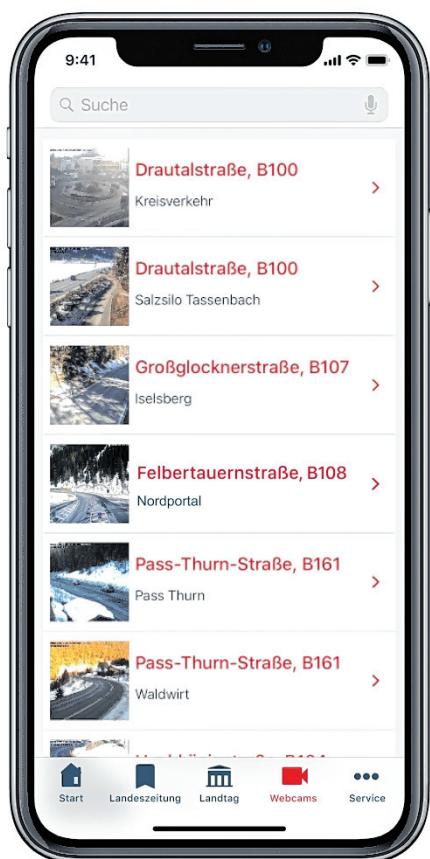 9:41
Suche
Drautalstraße, B100
Kreisverkehr
Drautalstraße, B100
Salzsilo Tassenbach
Großglocknerstraße, B107
Iselsberg
Felbertauernstraße, B108
Nordportal
Pass-Thurn-Straße, B161
Pass Thurn
Pass-Thurn-Straße, B161
Waldwirt
Start Landeszeitung Landtag Webcams Service